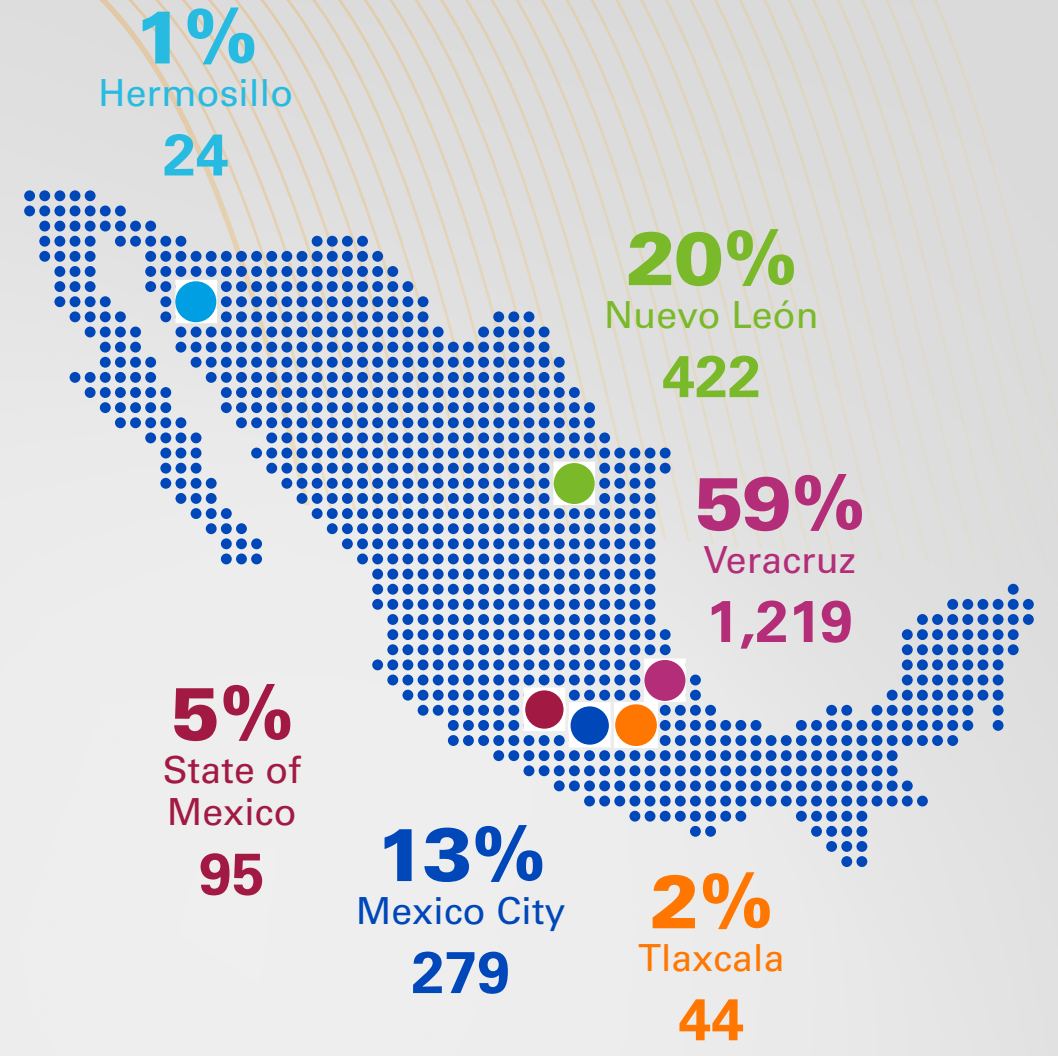 1%
Hermosillo
24
20%
Nuevo León
422
59%
Veracruz
1,219
5%
State of
Mexico
95
13%
Mexico City
279
2%
Tlaxcala
44